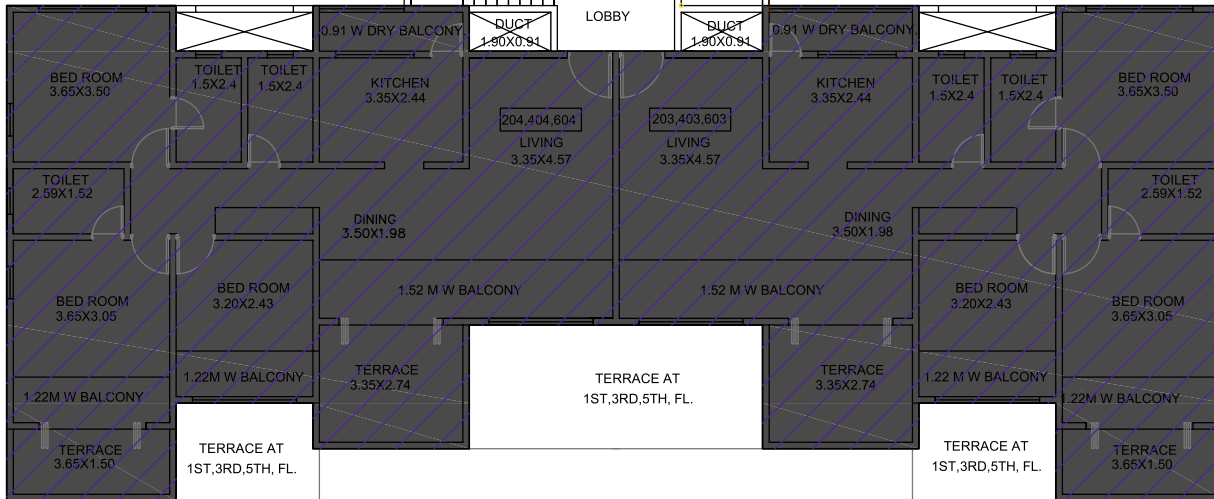 LOBBY
0.91 W DRY BALCONY
DUCT
1.90X0.91
DUCT
1.90X0.91
0.91 W DRY BALCONY
BED ROOM
3.65X3.50
TOILET
1.5X2.4
TOILET
1.5X2.4
KITCHEN
3.35X2.44
KITCHEN
3.35X2.44
TOILET
1.5X2.4
TOILET
1.5X2.4
BED ROOM
3.65X3.50
204,404,604
LIVING
3.35X4.57
203,403,603
LIVING
3.35X4.57
TOILET
2.59X1.52
TOILET
2.59X1.52
DINING
3.50X1.98
DINING
3.50X1.98
BED ROOM
3.65X3.05
BED ROOM
3.20X2.43
1.52 M W BALCONY
1.52 M W BALCONY
BED ROOM
3.20X2.43
BED ROOM
3.65X3.05
1.22M W BALCONY
1.22M W BALCONY
TERRACE
3.35X2.74
TERRACE AT
1ST,3RD,5TH, FL.
TERRACE
3.35X2.74
1.22 M W BALCONY
1.22M W BALCONY
TERRACE
3.65X1.50
TERRACE AT
1ST,3RD,5TH, FL.
TERRACE AT
1ST,3RD,5TH, FL.
TERRACE
3.65X1.50